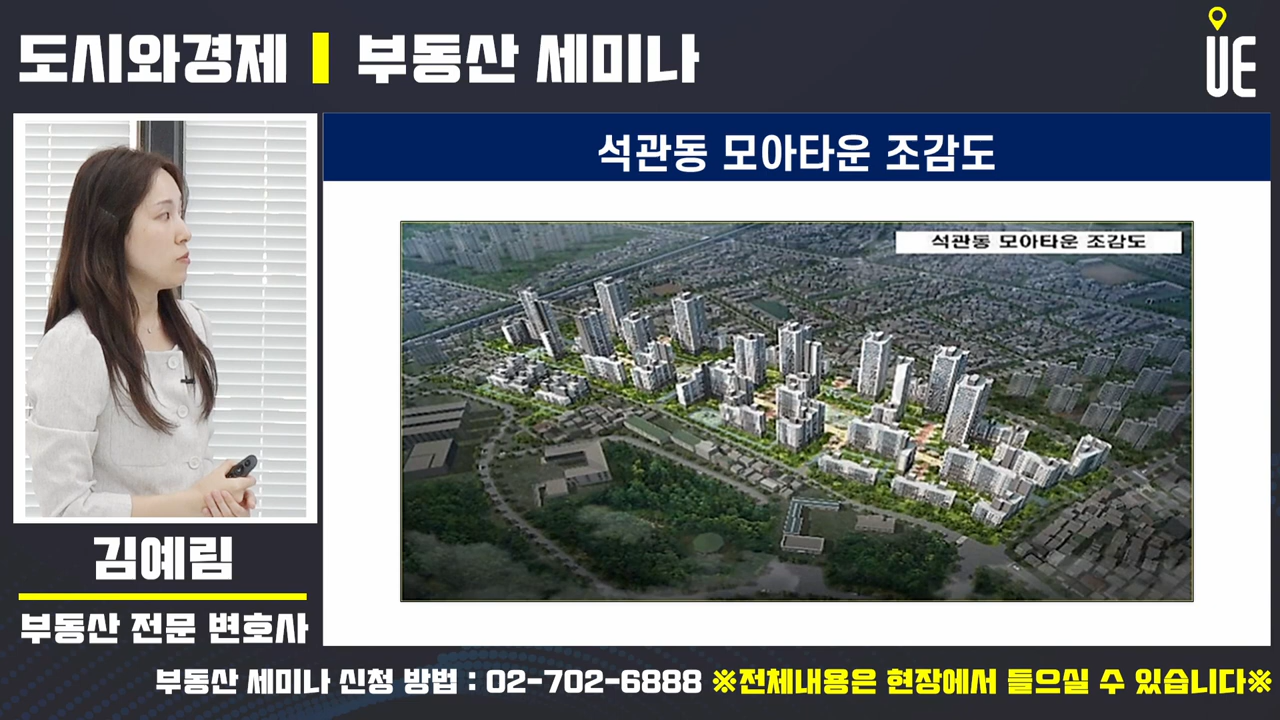 도시와경제 | 부동산 세미나
UE
석관동 모아타운 조감도
석관동 모아타운 조감도
김예림
부동산 전문 변호사
부동산 세미나 신청 방법 : 02-702-6888 ※전체내용은 현장에서 들으실 수 있습니다※